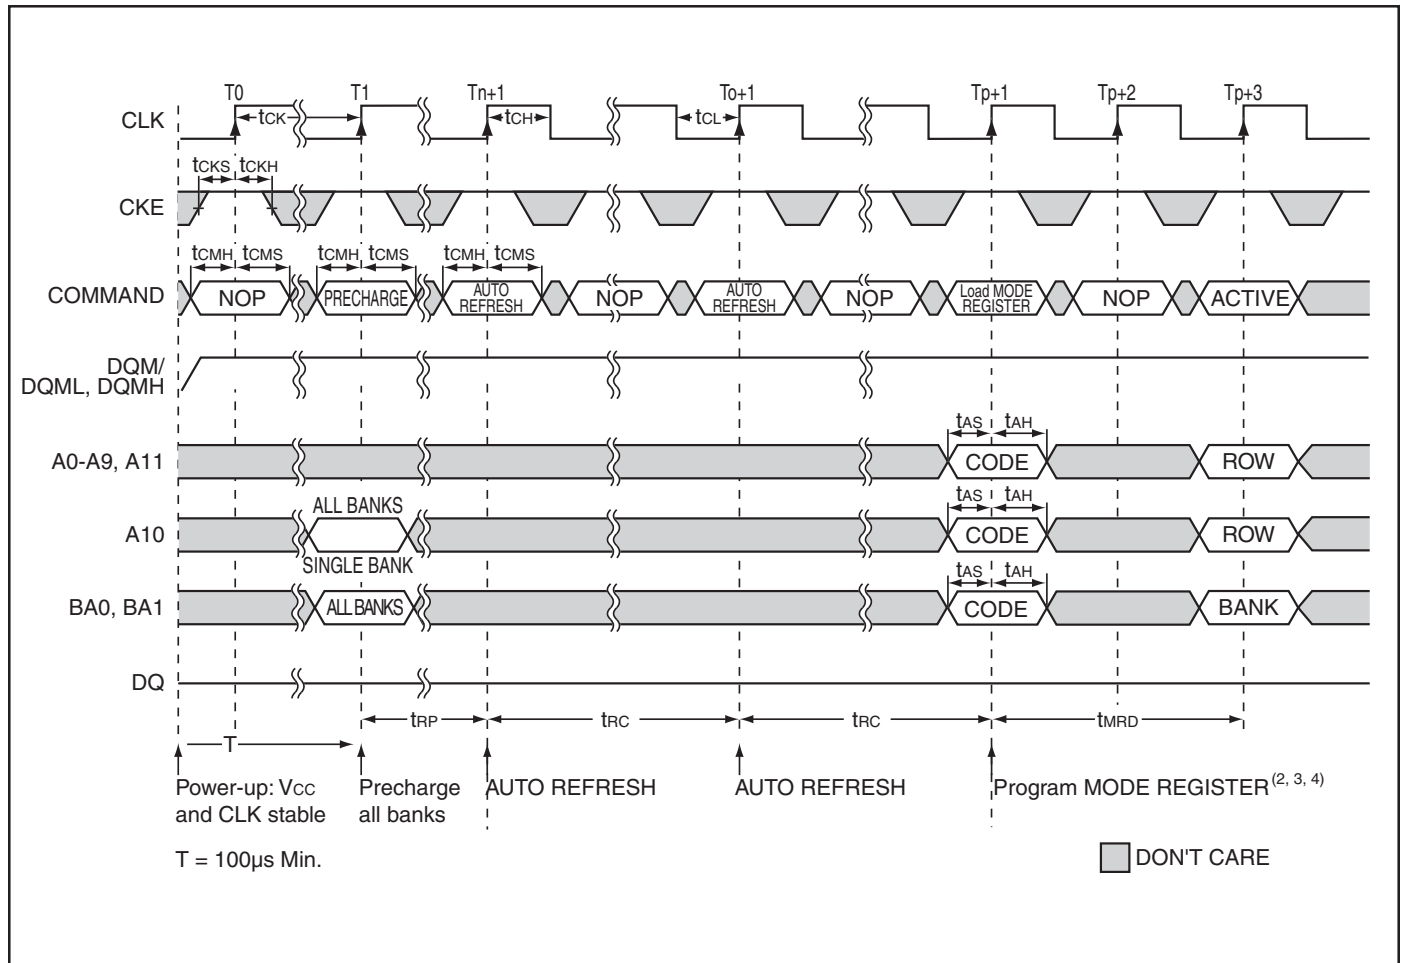 T0 T1 Tn+1 To+1 Tp+1 Tp+2 Tp+3
CLK tCK tCH tCL
tCKS tCKH
CKE
tCMH tCMS tCMH tCMS tCMH tCMS
COMMAND NOP PRECHARGE AUTO REFRESH NOP AUTO REFRESH NOP Load MODE REGISTER NOP ACTIVE
DQM/
DQML, DQMH
tAS tAH
A0-A9, A11 CODE ROW
ALL BANKS tAS tAH
A10 CODE ROW
SINGLE BANK tAS tAH
BA0, BA1 ALL BANKS CODE BANK
DQ
tRP tRC tRC tMRD
T
Power-up: VCC Precharge AUTO REFRESH AUTO REFRESH Program MODE REGISTER(2, 3, 4)
and CLK stable all banks
T = 100µs Min. DON'T CARE